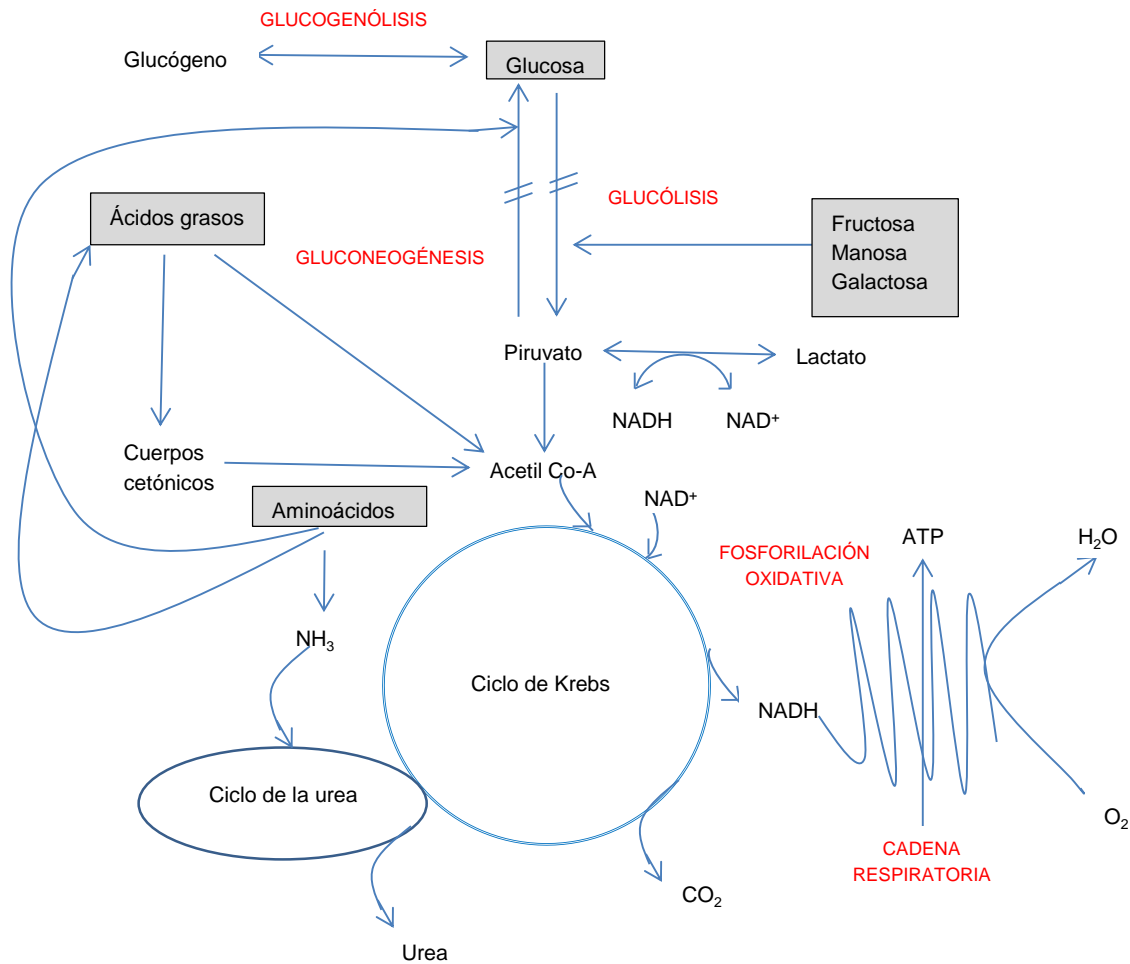 GLUCOGENÓLISIS
Glucógeno
Glucosa
GLUCÓLISIS
Ácidos grasos
Fructosa
Manosa
Galactosa
GLUCONEOGÉNESIS
Piruvato
Lactato
NADH
NAD⁺
Cuerpos
cetónicos
Acetil Co-A
Aminoácidos
NAD⁺
FOSFORILACIÓN
OXIDATIVA
ATP
H₂O
NH₃
Ciclo de Krebs
NADH
Ciclo de la urea
O₂
CADENA
RESPIRATORIA
CO₂
Urea